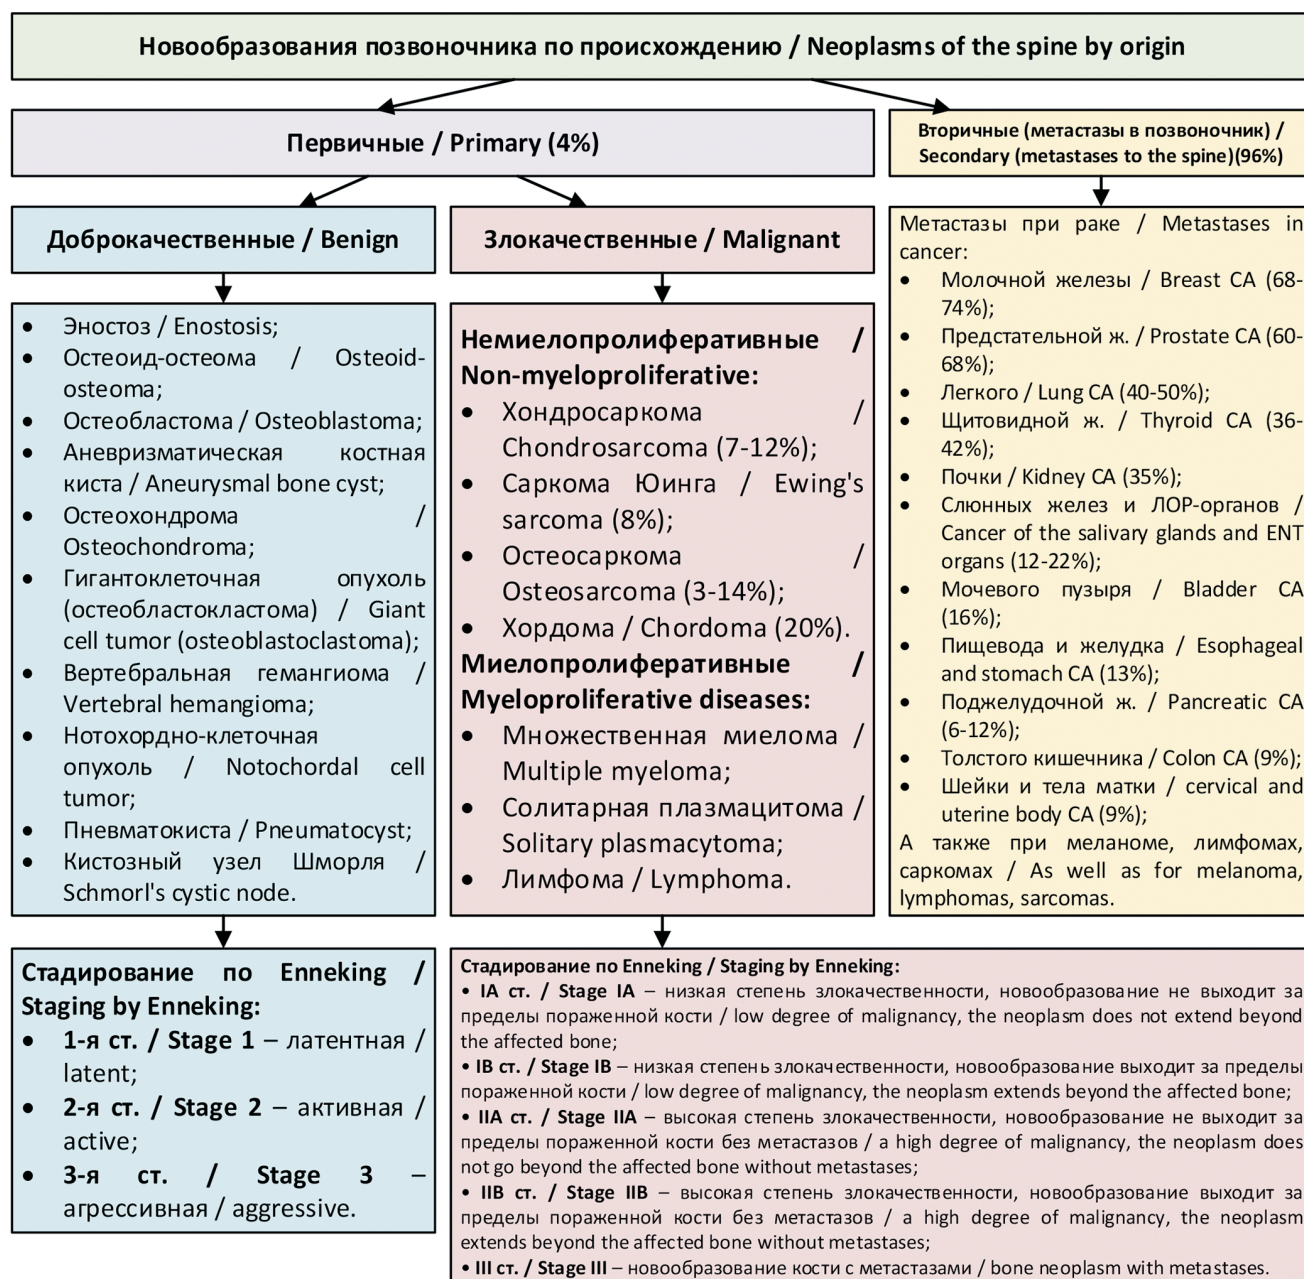 Новообразования позвоночника по происхождению / Neoplasms of the spine by origin
Первичные / Primary (4%)
Вторичные (метастазы в позвоночник) /
Secondary (metastases to the spine)(96%)
Доброкачественные / Benign
Злокачественные / Malignant
• Эностоз / Enostosis;
• Остеоид-остеома / Osteoid-
osteoma;
• Остеобластома / Osteoblastoma;
• Аневризматическая костная
киста / Aneurysmal bone cyst;
• Остеохондрома /
Osteochondroma;
• Гигантоклеточная опухоль
(остеобластокластома) / Giant
cell tumor (osteoblastoclastoma);
• Вертебральная гемангиома /
Vertebral hemangioma;
• Нотохордно-клеточная
опухоль / Notochordal cell
tumor;
• Пневматокиста / Pneumatocyst;
• Кистозный узел Шморля /
Schmorl's cystic node.
Немиелопролиферативные /
Non-myeloproliferative:
• Хондросаркома /
Chondrosarcoma (7-12%);
• Саркома Юинга / Ewing's
sarcoma (8%);
• Остеосаркома /
Osteosarcoma (3-14%);
• Хордома / Chordoma (20%).
Миелопролиферативные /
Myeloproliferative diseases:
• Множественная миелома /
Multiple myeloma;
• Солитарная плазмацитома /
Solitary plasmacytoma;
• Лимфома / Lymphoma.
Метастазы при раке / Metastases in
cancer:
• Молочной железы / Breast CA (68-
74%);
• Предстательной ж. / Prostate CA (60-
68%);
• Легкого / Lung CA (40-50%);
• Щитовидной ж. / Thyroid CA (36-
42%);
• Почки / Kidney CA (35%);
• Слюнных желез и ЛОР-органов /
Cancer of the salivary glands and ENT
organs (12-22%);
• Мочевого пузыря / Bladder CA
(16%);
• Пищевода и желудка / Esophageal
and stomach CA (13%);
• Поджелудочной ж. / Pancreatic CA
(6-12%);
• Толстого кишечника / Colon CA (9%);
• Шейки и тела матки / cervical and
uterine body CA (9%);
А также при меланоме, лимфомах,
саркомах / As well as for melanoma,
lymphomas, sarcomas.
Стадирование по Enneking /
Staging by Enneking:
• 1-я ст. / Stage 1 – латентная /
latent;
• 2-я ст. / Stage 2 – активная /
active;
• 3-я ст. / Stage 3 –
агрессивная / aggressive.
Стадирование по Enneking / Staging by Enneking:
• IA ст. / Stage IA – низкая степень злокачественности, новообразование не выходит за
пределы пораженной кости / low degree of malignancy, the neoplasm does not extend beyond
the affected bone;
• IB ст. / Stage IB – низкая степень злокачественности, новообразование выходит за пределы
пораженной кости / low degree of malignancy, the neoplasm extends beyond the affected bone;
• IIA ст. / Stage IIA – высокая степень злокачественности, новообразование не выходит за
пределы пораженной кости без метастазов / a high degree of malignancy, the neoplasm does
not go beyond the affected bone without metastases;
• IIB ст. / Stage IIB – высокая степень злокачественности, новообразование выходит за
пределы пораженной кости без метастазов / a high degree of malignancy, the neoplasm
extends beyond the affected bone without metastases;
• III ст. / Stage III – новообразование кости с метастазами / bone neoplasm with metastases.